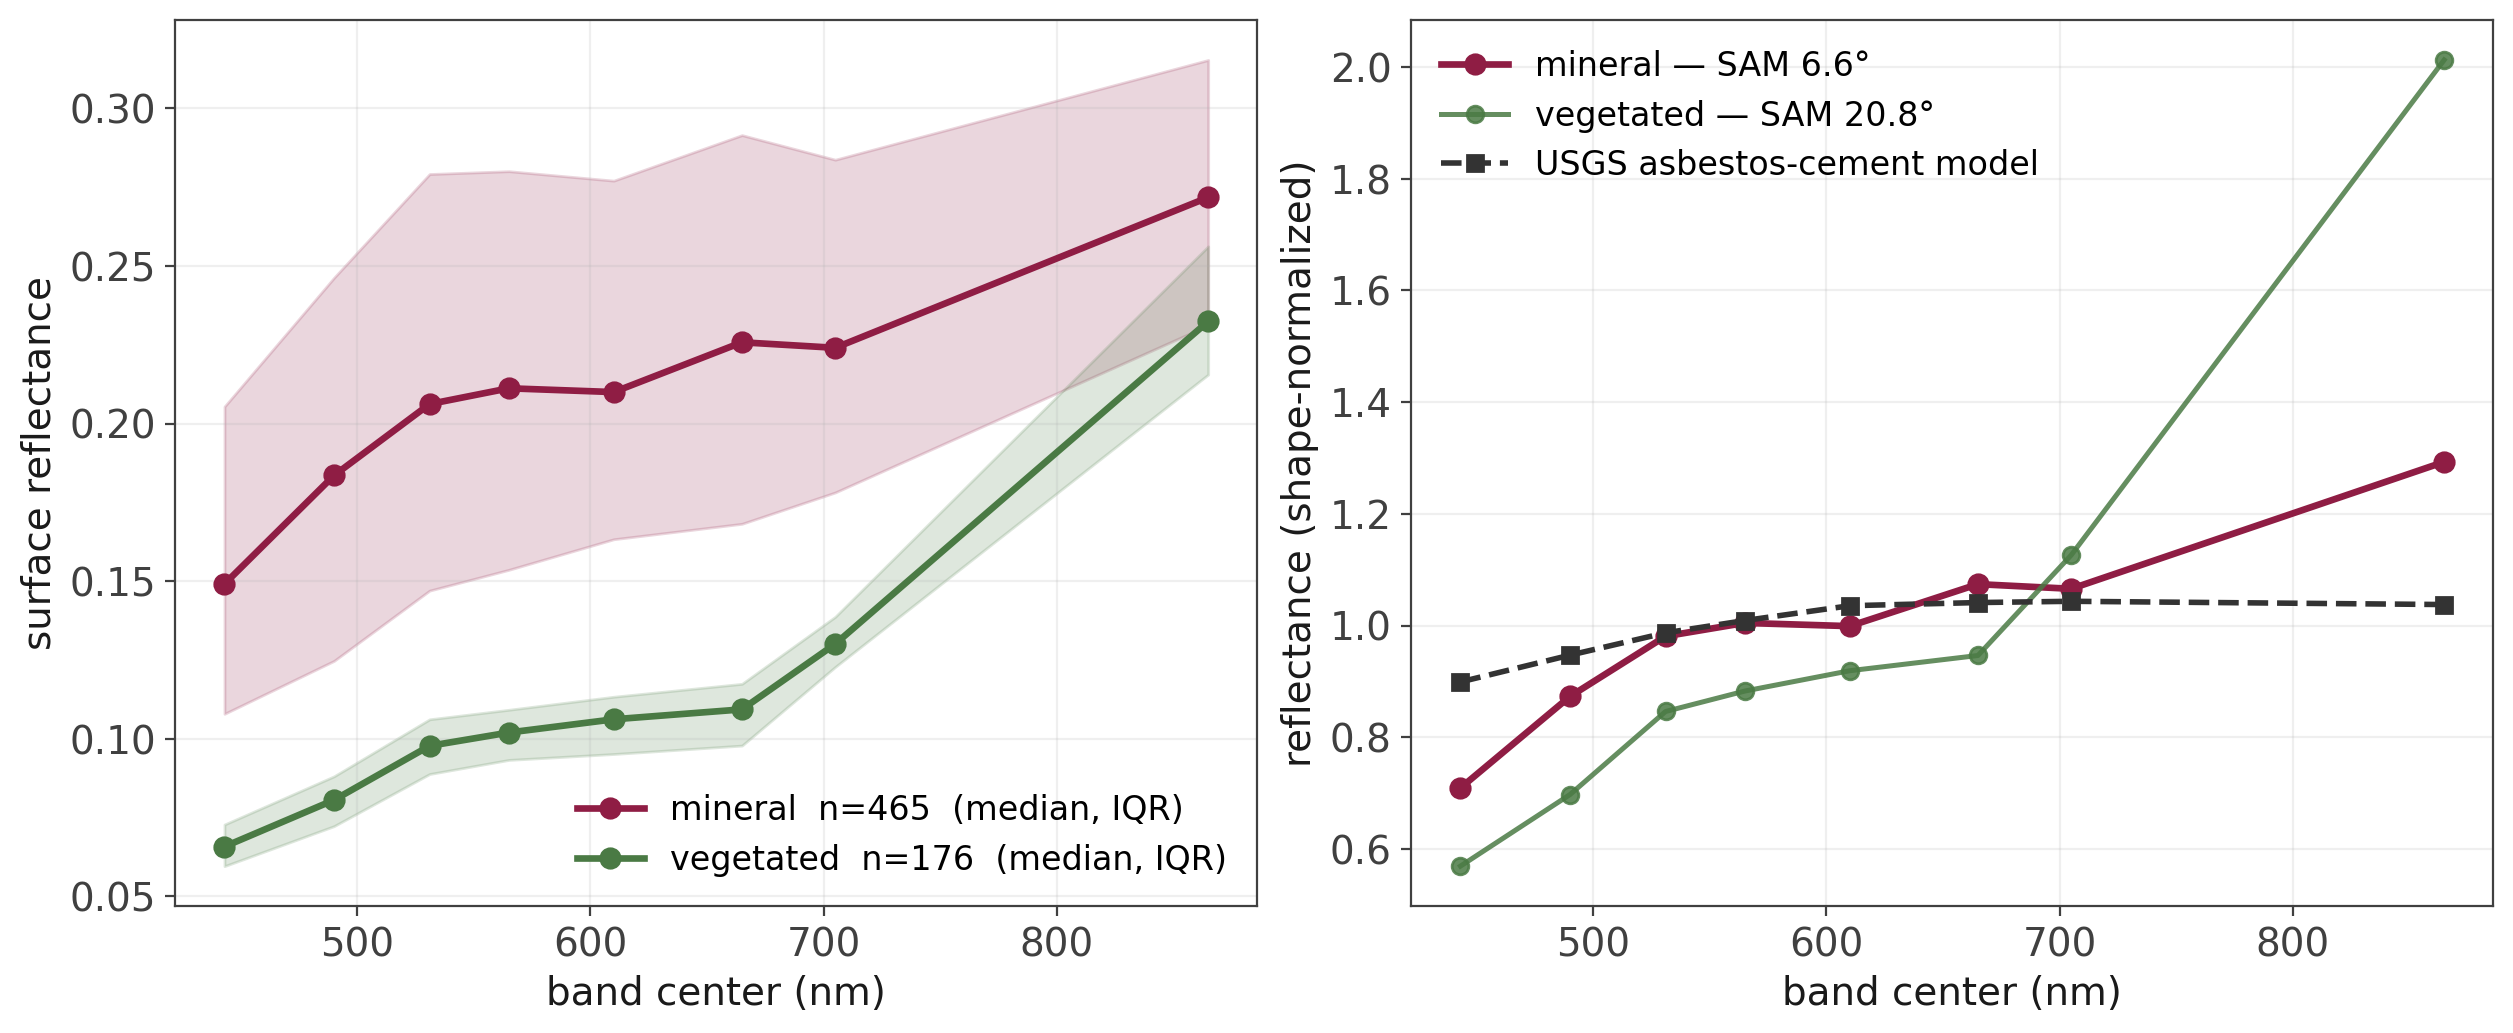 surface reflectance
0.30
0.25
0.20
0.15
0.10
0.05
mineral  n=465  (median, IQR)
vegetated  n=176  (median, IQR)
500 600 700 800
band center (nm)
reflectance (shape-normalized)
2.0
1.8
1.6
1.4
1.2
1.0
0.8
0.6
mineral — SAM 6.6°
vegetated — SAM 20.8°
USGS asbestos-cement model
500 600 700 800
band center (nm)